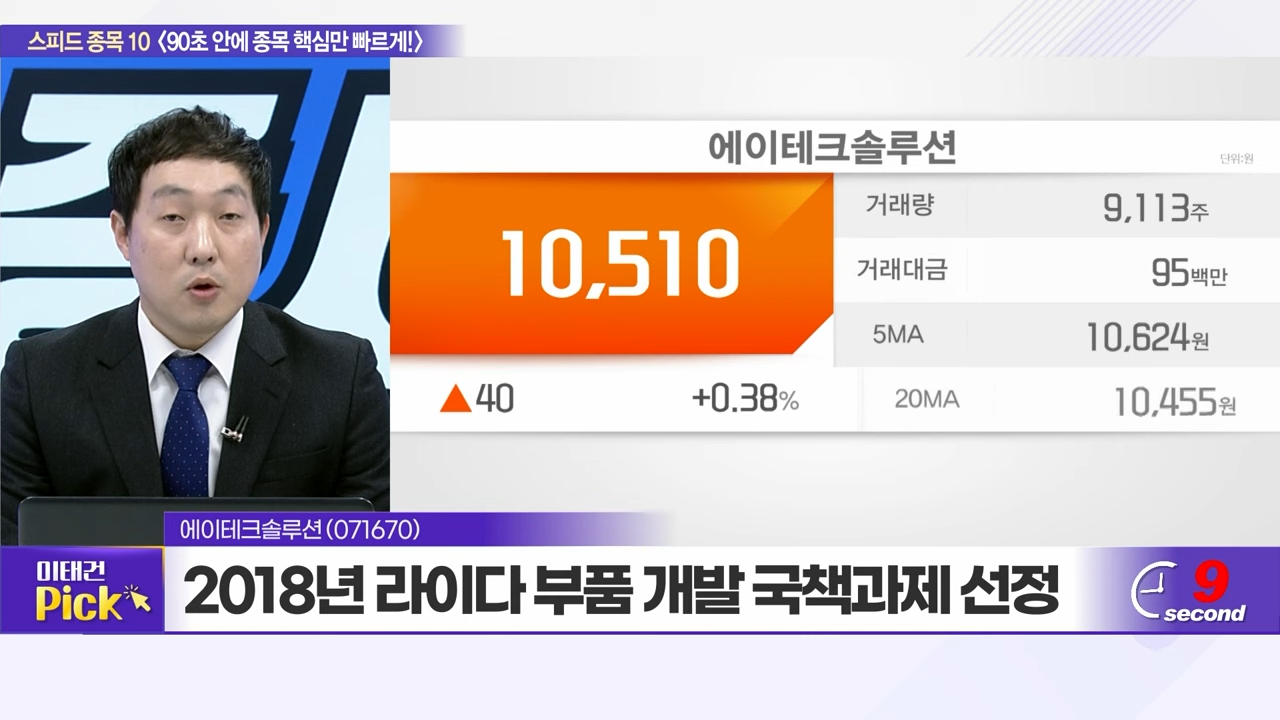 스피드 종목 10 〈90초 안에 종목 핵심만 빠르게!〉
에이테크솔루션
단위:원
10,510
거래량 9,113주
거래대금 95백만
5MA 10,624원
▲40 +0.38% 20MA 10,455원
에이테크솔루션(071670)
이태건
Pick
2018년 라이다 부품 개발 국책과제 선정
9
second